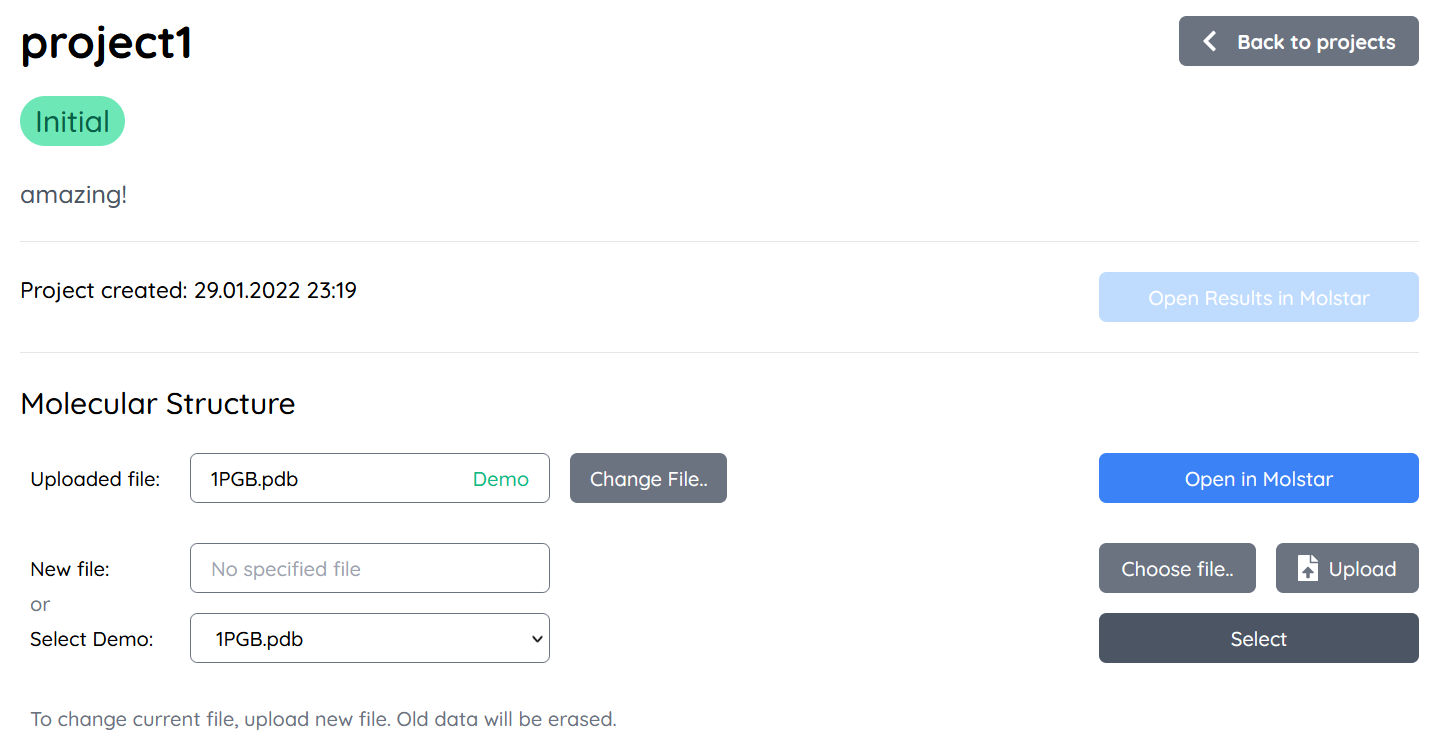 project1
Back to projects
Initial
amazing!
Project created: 29.01.2022 23:19
Open Results in Molstar
Molecular Structure
Uploaded file: 1PGB.pdb Demo Change File.. Open in Molstar
New file: No specified file Choose file.. Upload
or
Select Demo: 1PGB.pdb Select
To change current file, upload new file. Old data will be erased.